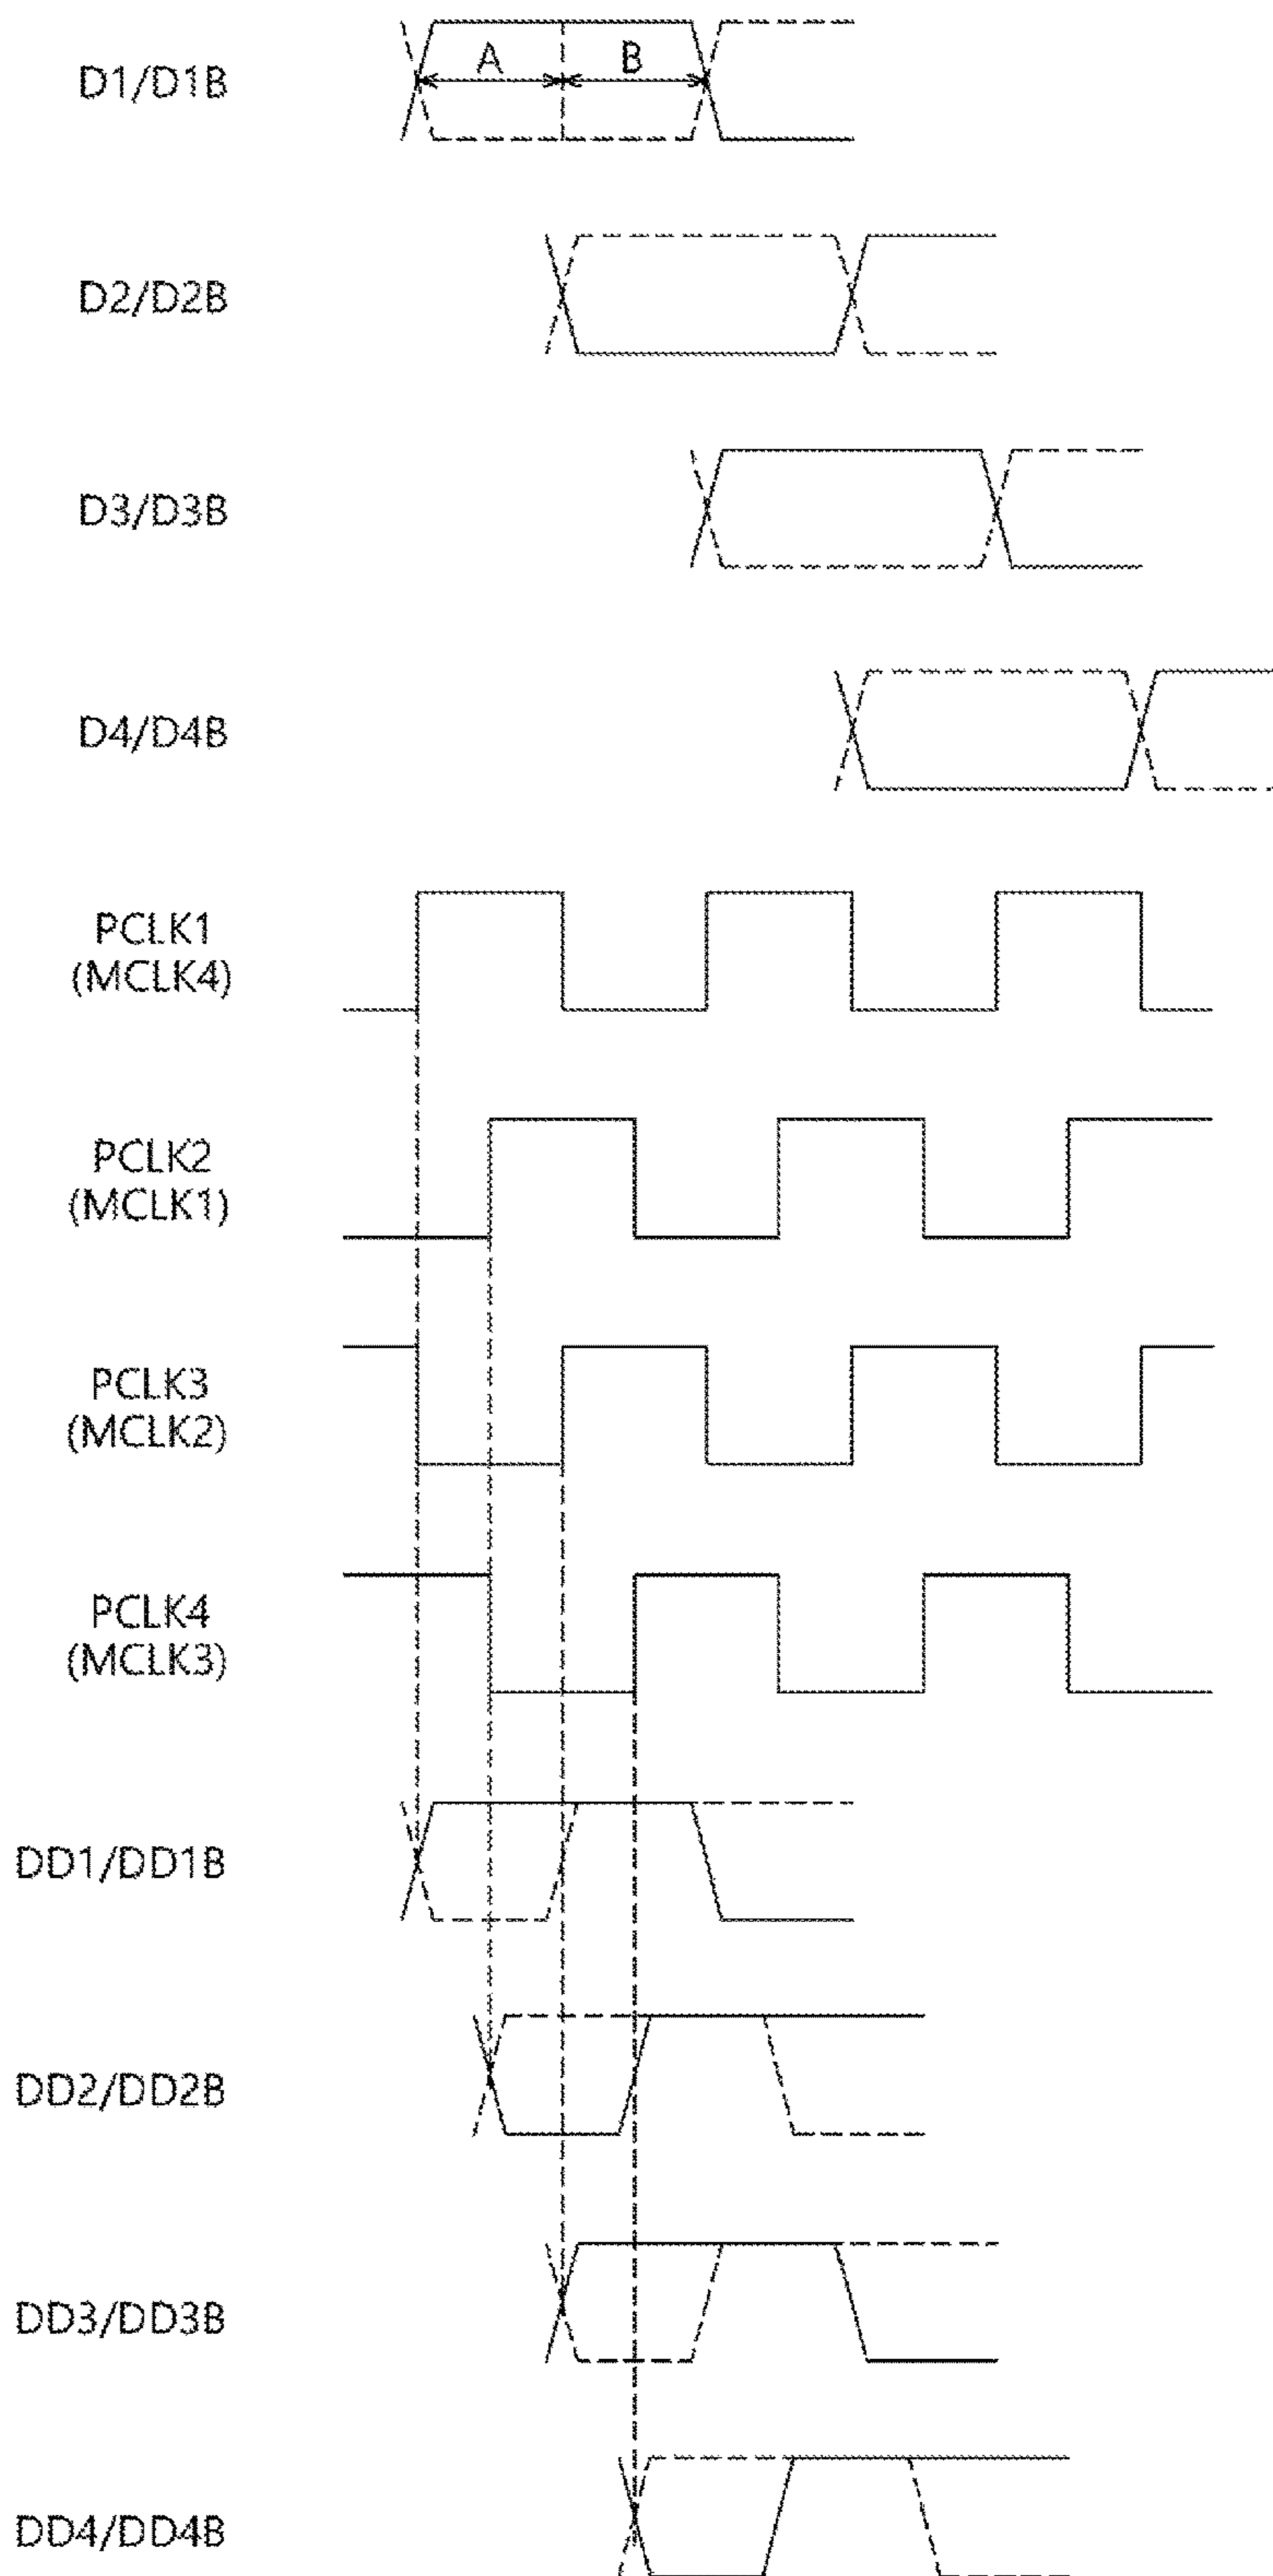 D1/D1B
A
B
D2/D2B
D3/D3B
D4/D4B
PCLK1
(MCLK4)
PCLK2
(MCLK1)
PCLK3
(MCLK2)
PCLK4
(MCLK3)
DD1/DD1B
DD2/DD2B
DD3/DD3B
DD4/DD4B